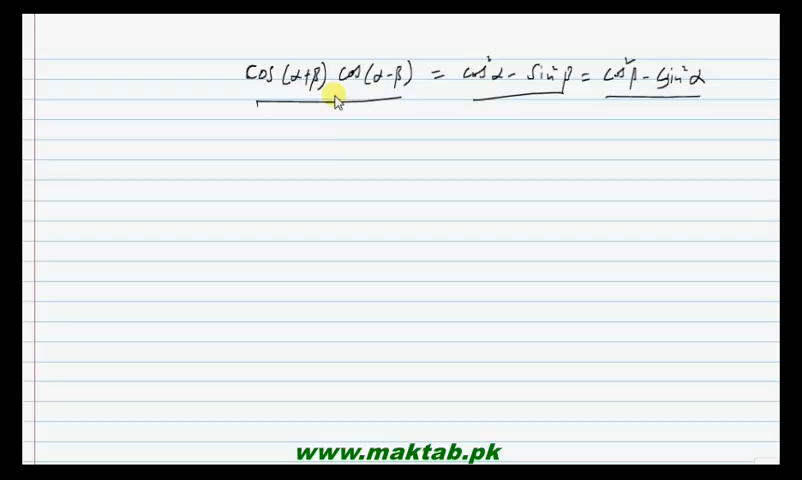 cos (α+β) cos(α-β) = cos²α - sin²β = cos²β - sin²α
www.maktab.pk